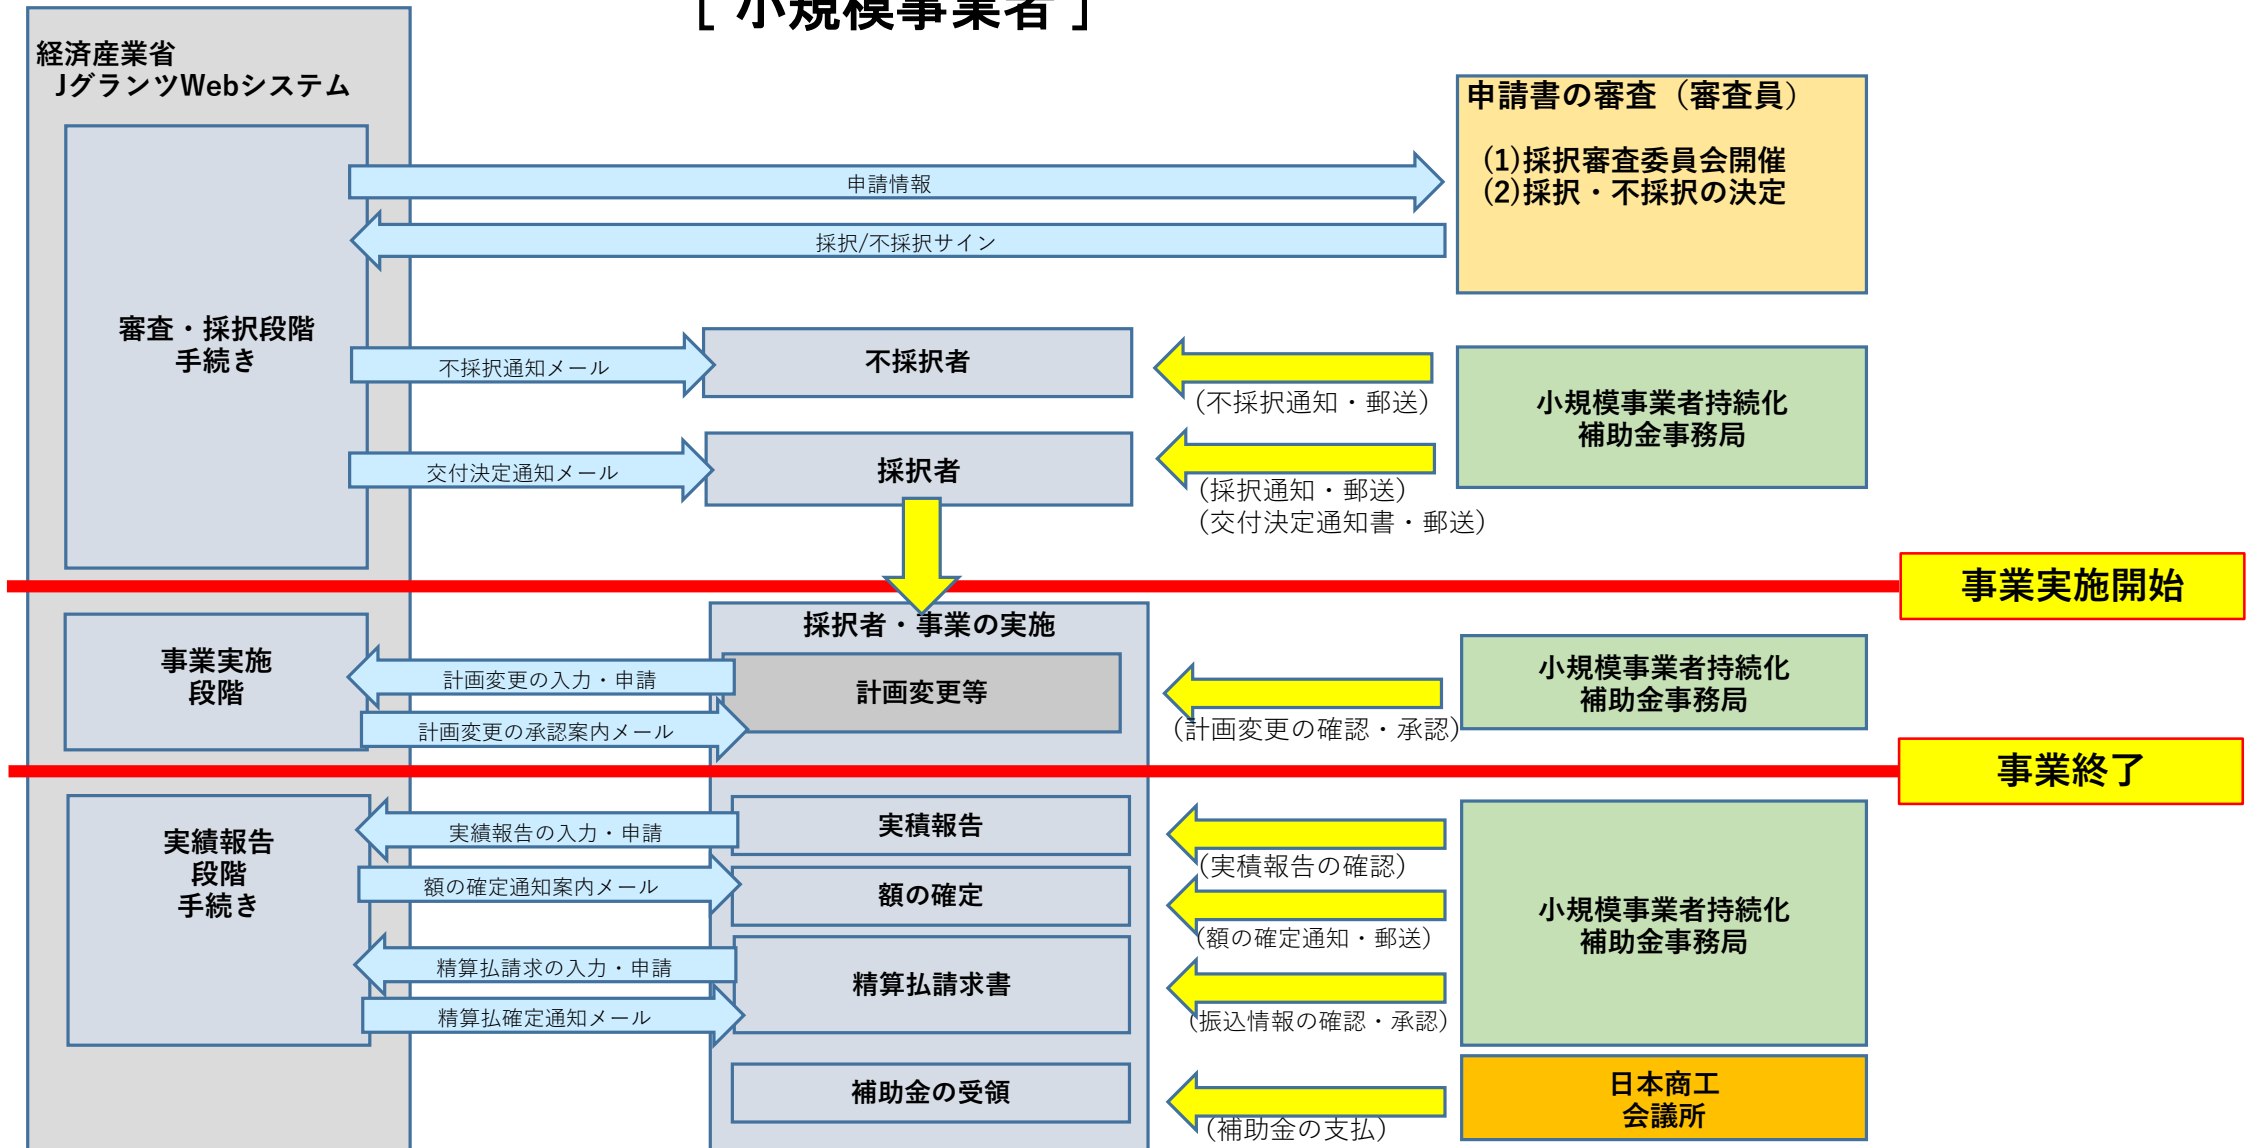 [ 小規模事業者 ]
経済産業省
JグランツWebシステム
申請書の審査（審査員）
(1)採択審査委員会開催
(2)採択・不採択の決定
申請情報
採択/不採択サイン
審査・採択段階
手続き
不採択通知メール
不採択者
(不採択通知・郵送)
小規模事業者持続化
補助金事務局
交付決定通知メール
採択者
(採択通知・郵送)
(交付決定通知書・郵送)
事業実施開始
採択者・事業の実施
事業実施
段階
計画変更の入力・申請
計画変更等
計画変更の承認案内メール
(計画変更の確認・承認)
小規模事業者持続化
補助金事務局
事業終了
実績報告
段階
手続き
実績報告の入力・申請
実積報告
(実積報告の確認)
額の確定通知案内メール
額の確定
(額の確定通知・郵送)
小規模事業者持続化
補助金事務局
精算払請求の入力・申請
精算払請求書
精算払確定通知メール
(振込情報の確認・承認)
補助金の受領
(補助金の支払)
日本商工
会議所